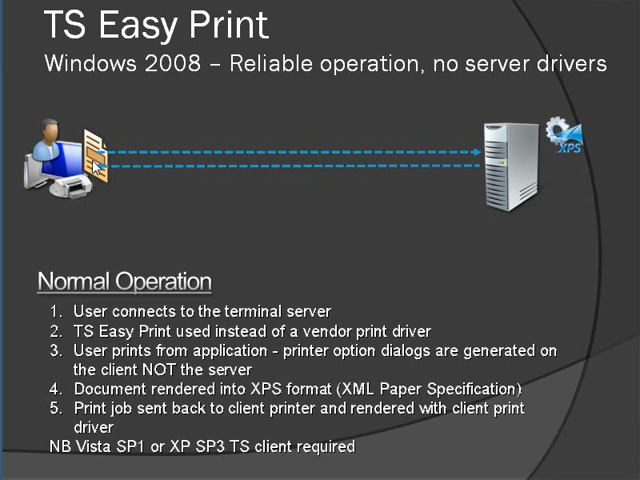 TS Easy Print
Windows 2008 – Reliable operation, no server drivers
XPS
Normal Operation
1. User connects to the terminal server
2. TS Easy Print used instead of a vendor print driver
3. User prints from application - printer option dialogs are generated on
the client NOT the server
4. Document rendered into XPS format (XML Paper Specification)
5. Print job sent back to client printer and rendered with client print
driver
NB Vista SP1 or XP SP3 TS client required